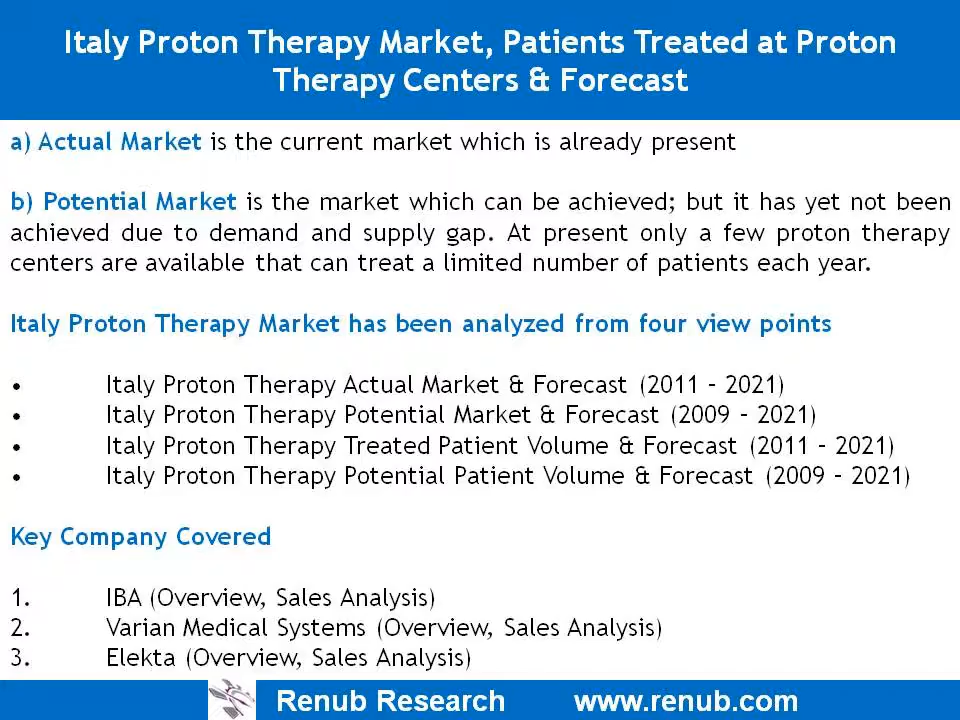 Italy Proton Therapy Market, Patients Treated at Proton
Therapy Centers & Forecast
a) Actual Market is the current market which is already present
b) Potential Market is the market which can be achieved; but it has yet not been
achieved due to demand and supply gap. At present only a few proton therapy
centers are available that can treat a limited number of patients each year.
Italy Proton Therapy Market has been analyzed from four view points
• Italy Proton Therapy Actual Market & Forecast (2011 – 2021)
• Italy Proton Therapy Potential Market & Forecast (2009 – 2021)
• Italy Proton Therapy Treated Patient Volume & Forecast (2011 – 2021)
• Italy Proton Therapy Potential Patient Volume & Forecast (2009 – 2021)
Key Company Covered
1. IBA (Overview, Sales Analysis)
2. Varian Medical Systems (Overview, Sales Analysis)
3. Elekta (Overview, Sales Analysis)
Renub Research www.renub.com